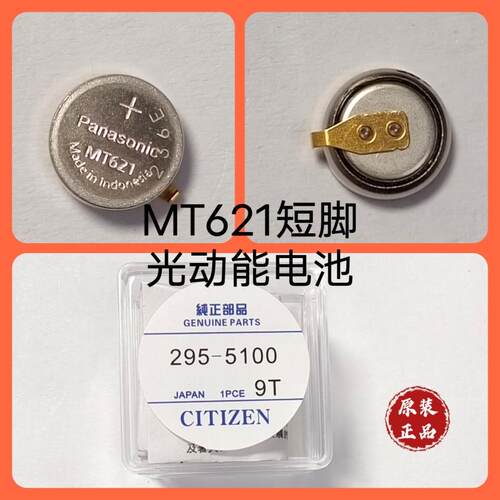 +
Panasonic
MT621
Made in Indonesia
236E
MT621短脚
光动能电池
純正部品
GENUINE PARTS
295-5100
JAPAN 1PCE 9T
CITIZEN
原装
正品